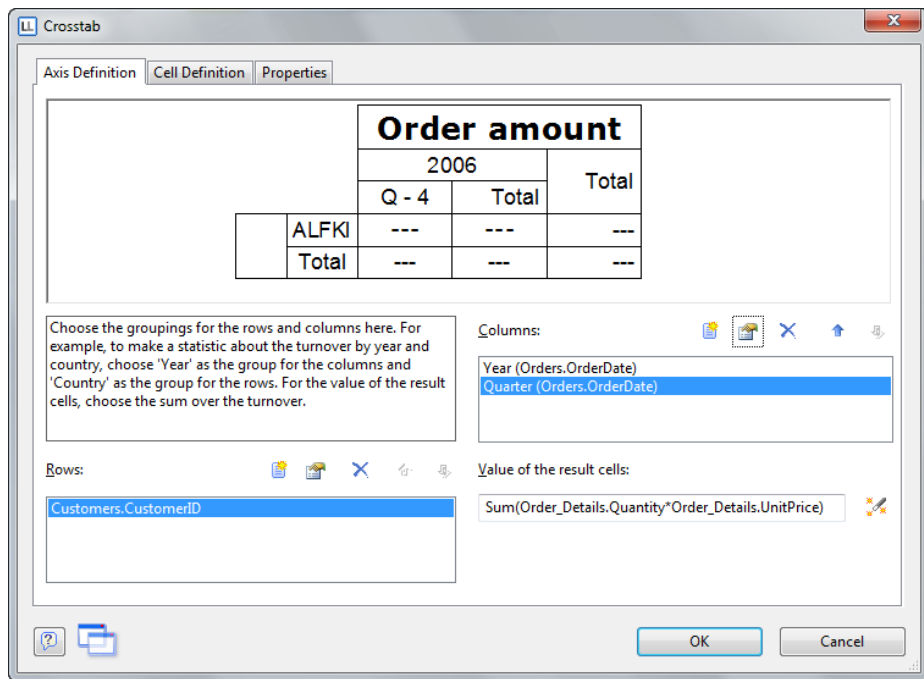 LL Crosstab
Axis Definition Cell Definition Properties
Order amount
2006
Total
Q - 4 Total
ALFKI --- --- ---
Total --- --- ---
Choose the groupings for the rows and columns here. For
example, to make a statistic about the turnover by year and
country, choose 'Year' as the group for the columns and
'Country' as the group for the rows. For the value of the result
cells, choose the sum over the turnover.
Columns:
Year (Orders.OrderDate)
Quarter (Orders.OrderDate)
Rows:
Customers.CustomerID
Value of the result cells:
Sum(Order_Details.Quantity*Order_Details.UnitPrice)
OK Cancel